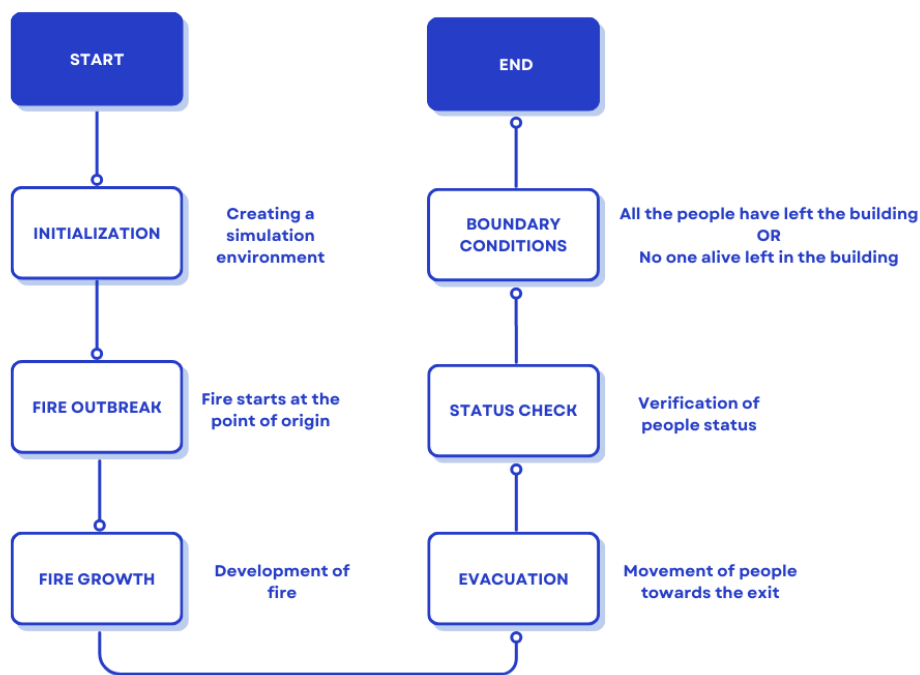 START
INITIALIZATION
Creating a
simulation
environment
FIRE OUTBREAK
Fire starts at the
point of origin
FIRE GROWTH
Development of
fire
EVACUATION
Movement of people
towards the exit
STATUS CHECK
Verification of
people status
BOUNDARY
CONDITIONS
All the people have left the building
OR
No one alive left in the building
END